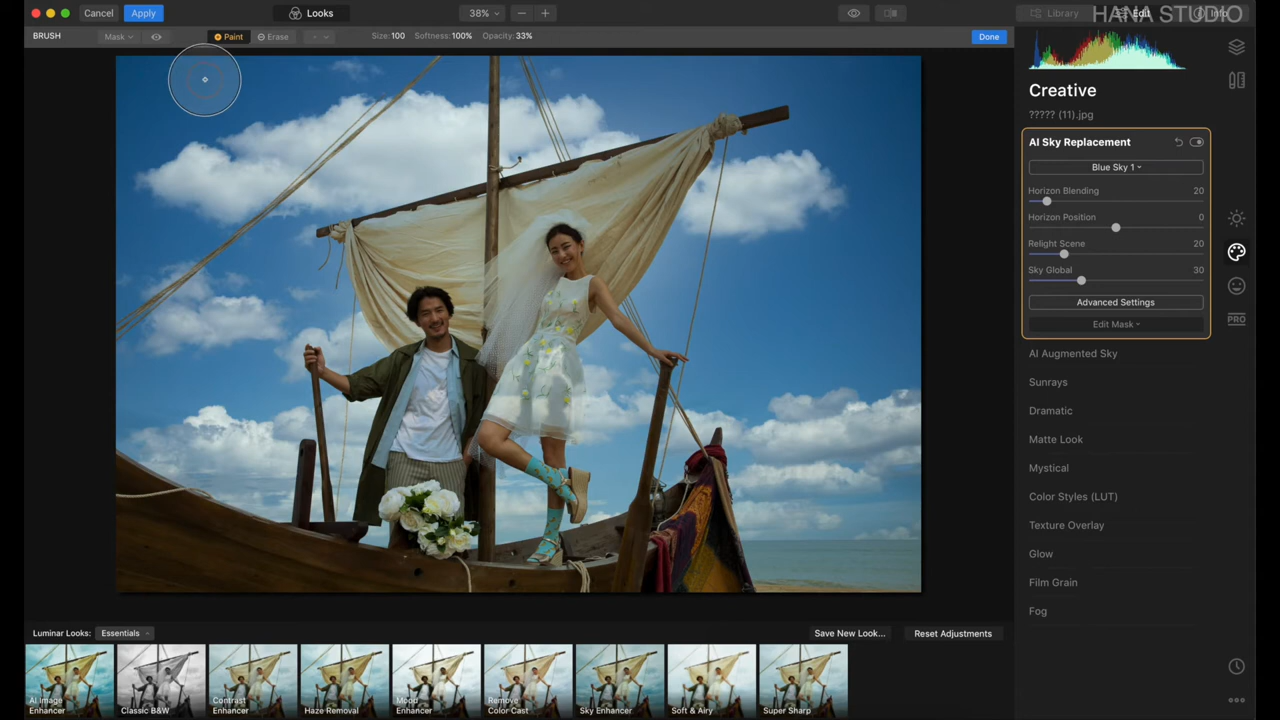 Cancel Apply Looks 38% Library Edit Info
HANA STUDIO
BRUSH Mask Paint Erase Size:100 Softness:100% Opacity:33% Done
Creative
????? (11).jpg
AI Sky Replacement
Blue Sky 1
Horizon Blending 20
Horizon Position 0
Relight Scene 20
Sky Global 30
Advanced Settings
Edit Mask
PRO
AI Augmented Sky
Sunrays
Dramatic
Matte Look
Mystical
Color Styles (LUT)
Texture Overlay
Glow
Film Grain
Fog
Luminar Looks: Essentials Save New Look... Reset Adjustments
AI Image
Enhancer
Classic B&W
Contrast
Enhancer
Haze Removal
Mood
Enhancer
Remove
Color Cast
Sky Enhancer
Soft & Airy
Super Sharp